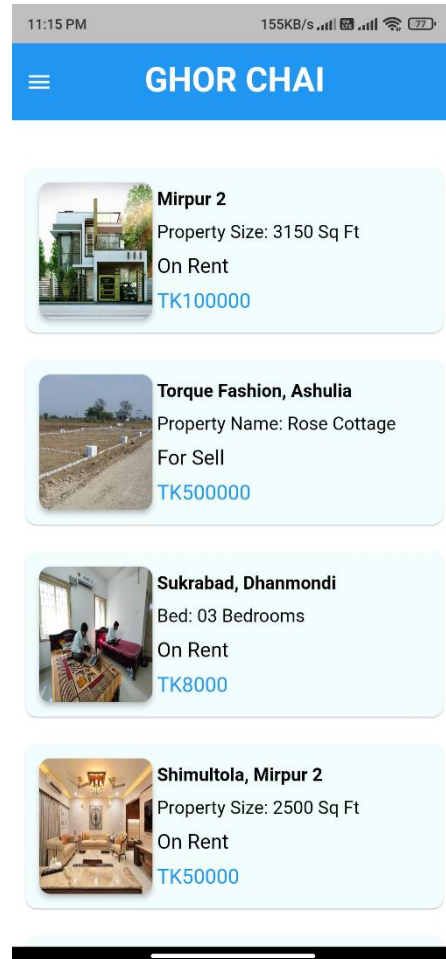 11:15 PM 155KB/s 77
GHOR CHAI
Mirpur 2
Property Size: 3150 Sq Ft
On Rent
TK100000
Torque Fashion, Ashulia
Property Name: Rose Cottage
For Sell
TK500000
Sukrabad, Dhanmondi
Bed: 03 Bedrooms
On Rent
TK8000
Shimultola, Mirpur 2
Property Size: 2500 Sq Ft
On Rent
TK50000